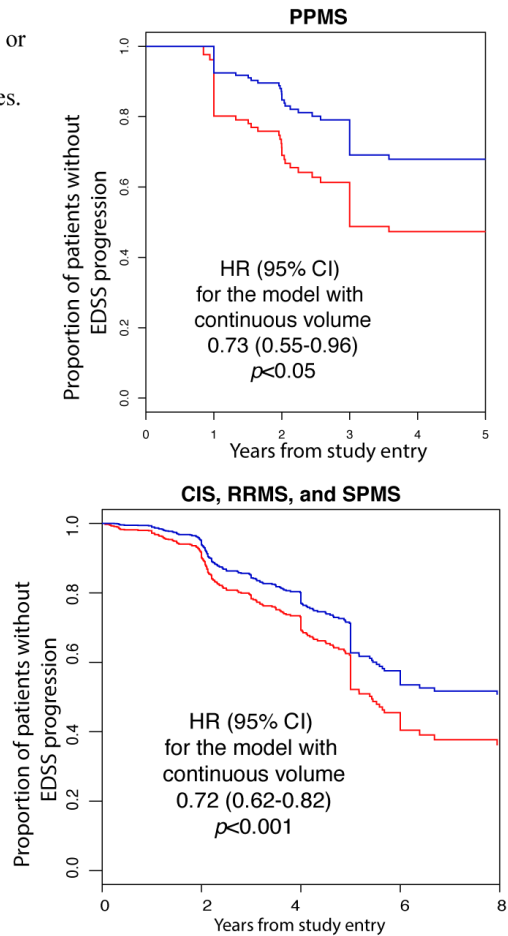 or
es.
PPMS
Proportion of patients without
EDSS progression
1.0
0.8
0.6
0.4
0.2
0.0
HR (95% CI)
for the model with
continuous volume
0.73 (0.55-0.96)
p<0.05
0 1 2 3 4 5
Years from study entry
CIS, RRMS, and SPMS
Proportion of patients without
EDSS progression
1.0
0.8
0.6
0.4
0.2
0.0
HR (95% CI)
for the model with
continuous volume
0.72 (0.62-0.82)
p<0.001
0 2 4 6 8
Years from study entry